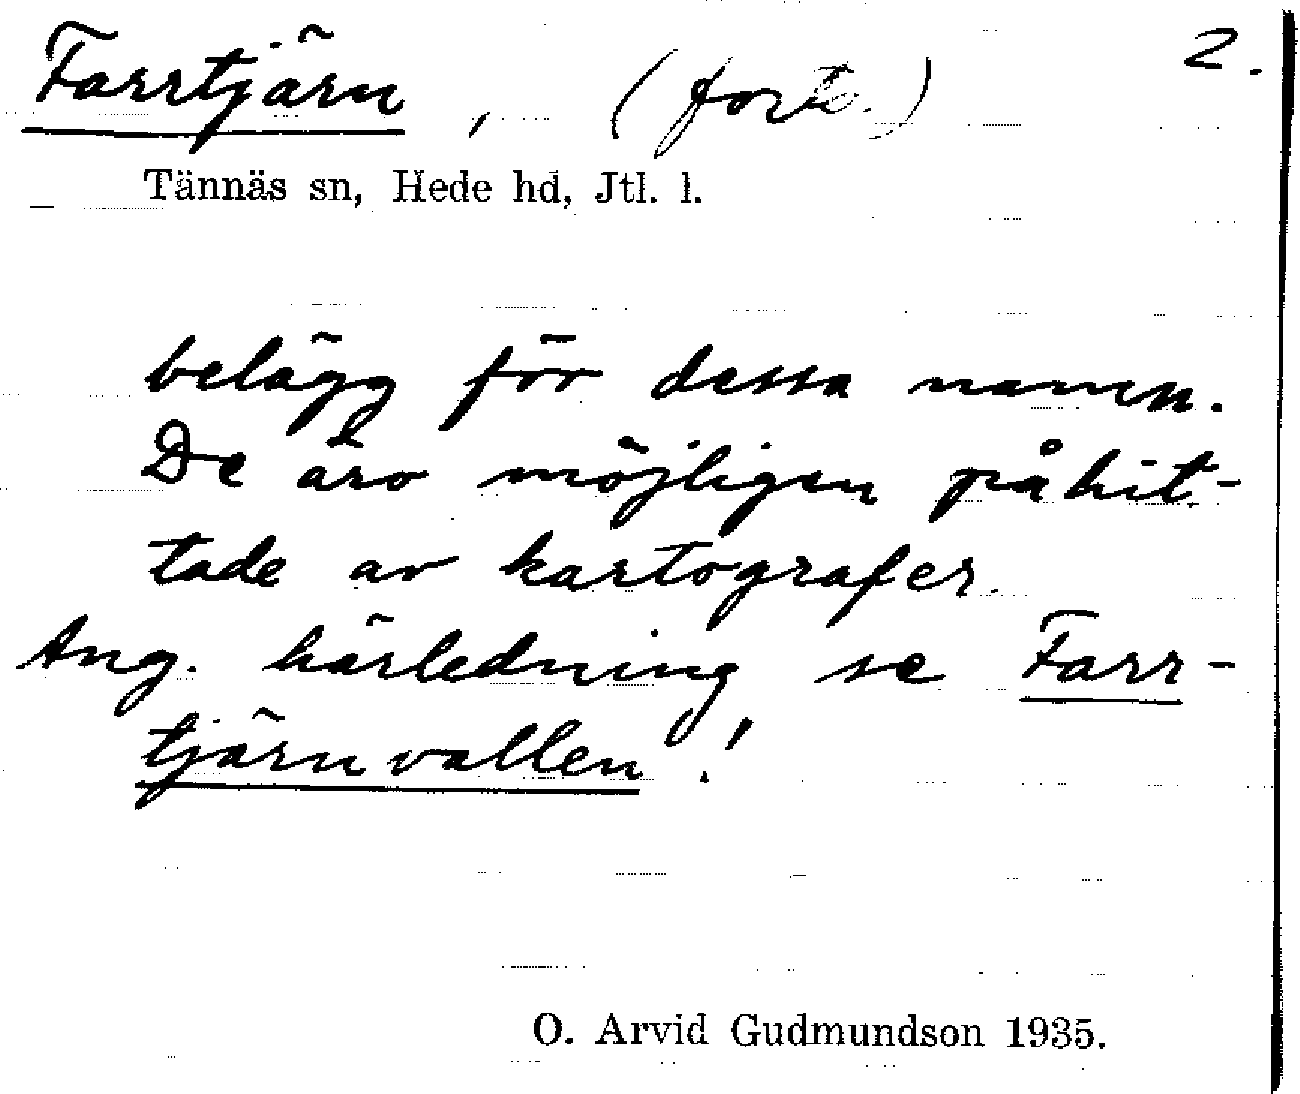 Farrtjärn, (forts.) 2.
Tännäs sn, Hede hd, Jtl. l.
belägg för dessa namn.
De äro möjligen påhit-
tade av kartografer.
Ang. härledning se Farr-
tjärnvallen!
O. Arvid Gudmundson 1935.